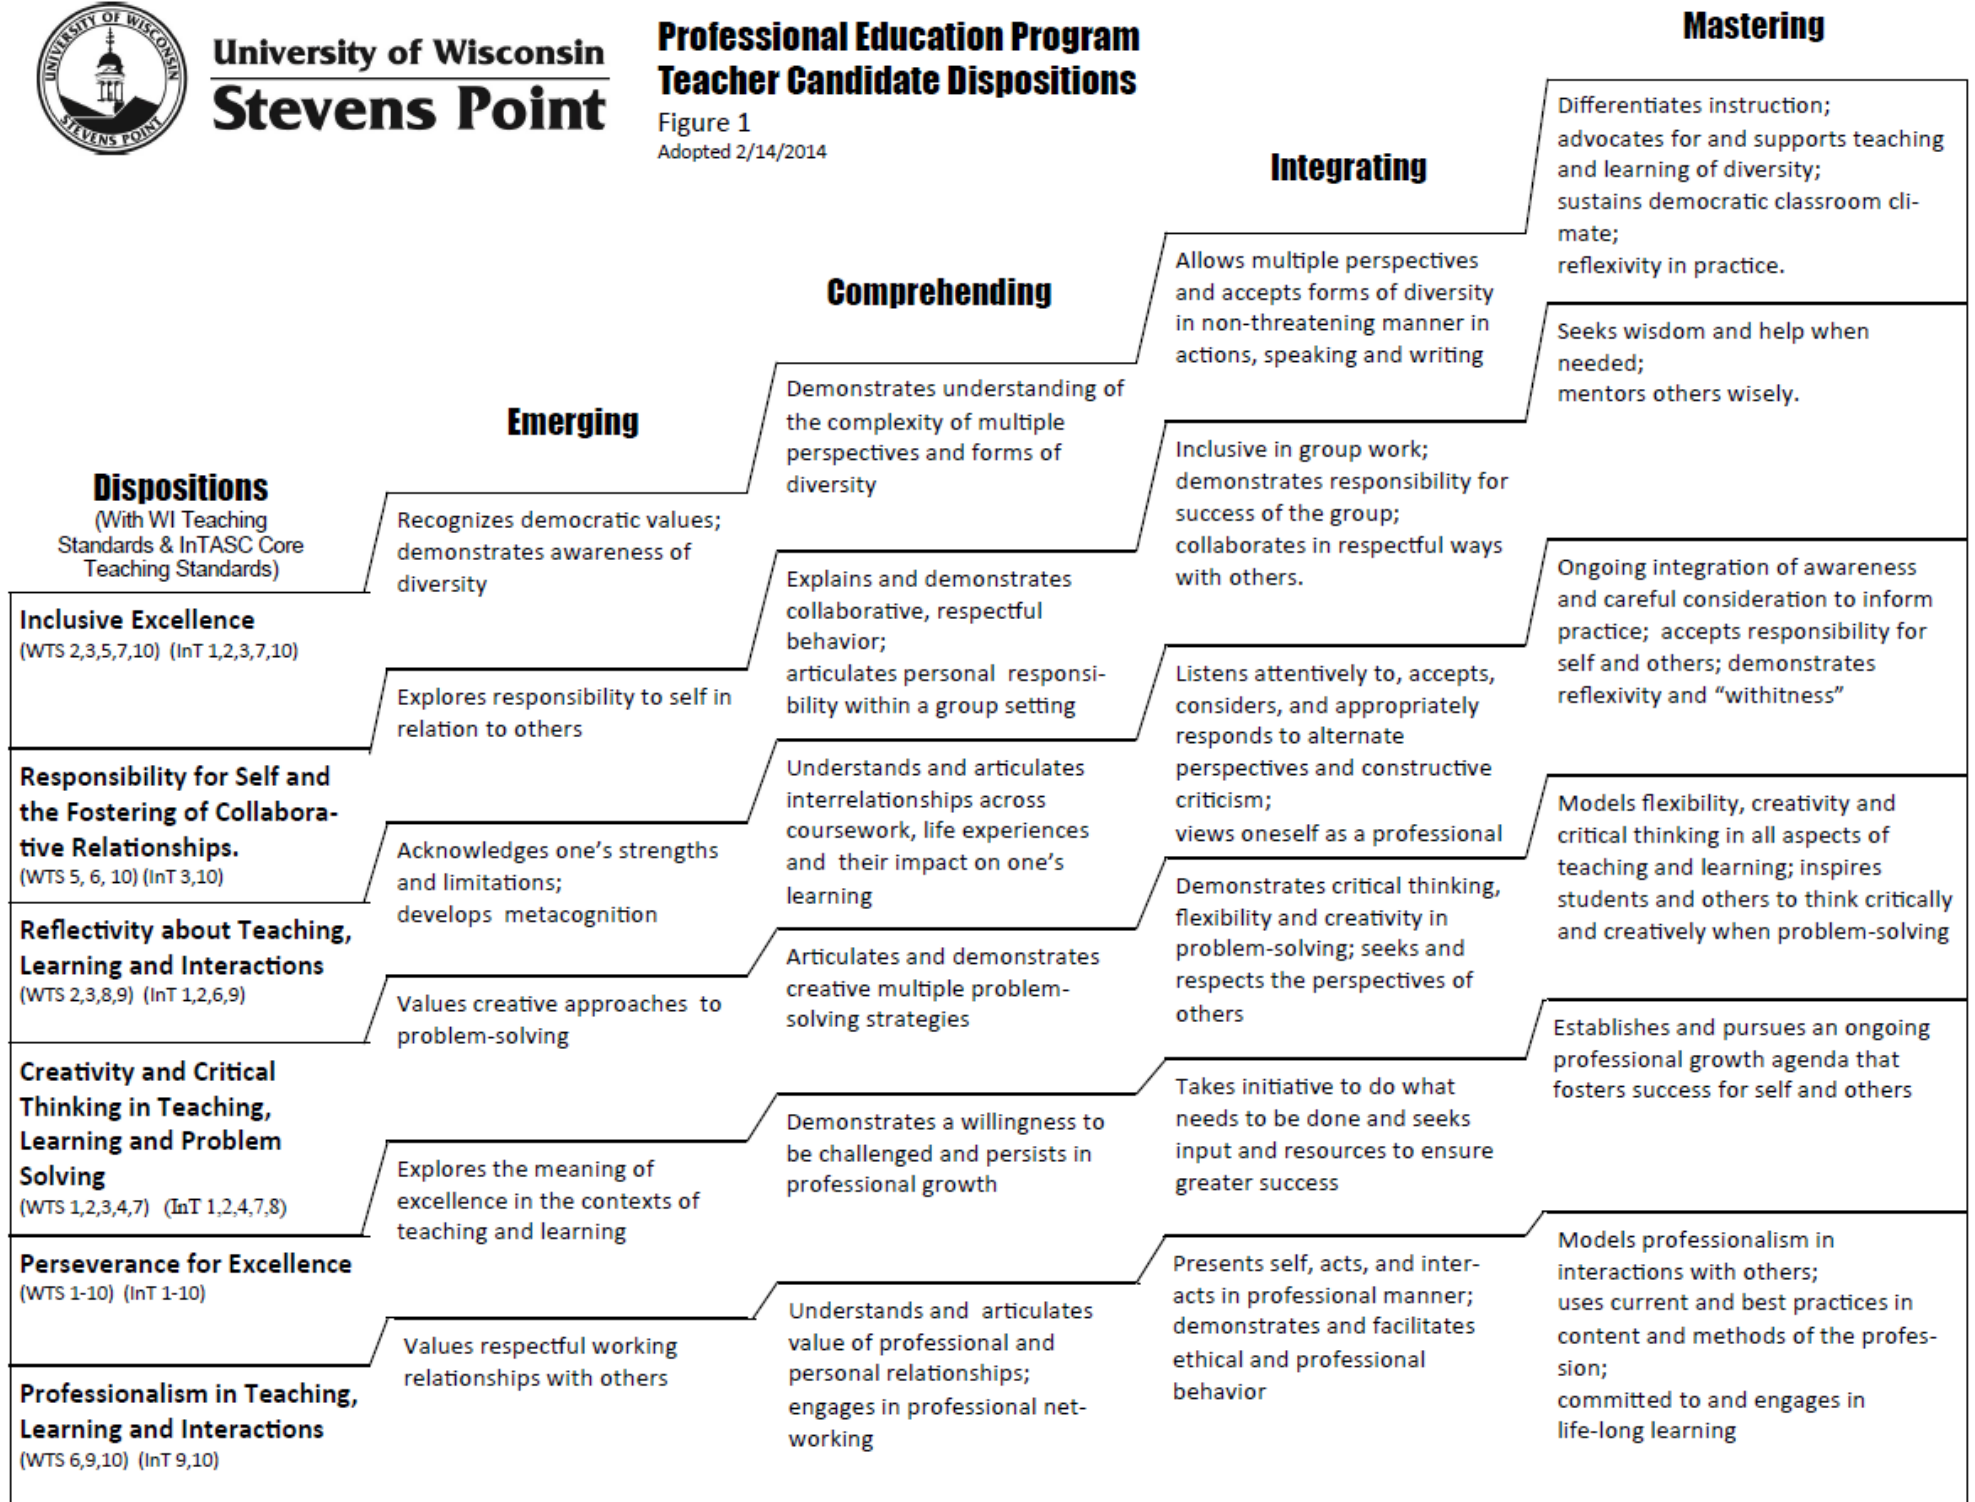 UNIVERSITY OF WISCONSIN
STEVENS POINT
University of Wisconsin
Stevens Point
Professional Education Program
Teacher Candidate Dispositions
Figure 1
Adopted 2/14/2014
Dispositions
(With WI Teaching
Standards & InTASC Core
Teaching Standards)
Emerging
Comprehending
Integrating
Mastering
Inclusive Excellence
(WTS 2,3,5,7,10) (InT 1,2,3,7,10)
Recognizes democratic values;
demonstrates awareness of
diversity
Demonstrates understanding of
the complexity of multiple
perspectives and forms of
diversity
Allows multiple perspectives
and accepts forms of diversity
in non-threatening manner in
actions, speaking and writing
Differentiates instruction;
advocates for and supports teaching
and learning of diversity;
sustains democratic classroom cli-
mate;
reflexivity in practice.
Responsibility for Self and
the Fostering of Collabora-
tive Relationships.
(WTS 5, 6, 10) (InT 3,10)
Explores responsibility to self in
relation to others
Explains and demonstrates
collaborative, respectful
behavior;
articulates personal responsi-
bility within a group setting
Inclusive in group work;
demonstrates responsibility for
success of the group;
collaborates in respectful ways
with others.
Seeks wisdom and help when
needed;
mentors others wisely.
Reflectivity about Teaching,
Learning and Interactions
(WTS 2,3,8,9) (InT 1,2,6,9)
Acknowledges one's strengths
and limitations;
develops metacognition
Understands and articulates
interrelationships across
coursework, life experiences
and their impact on one's
learning
Listens attentively to, accepts,
considers, and appropriately
responds to alternate
perspectives and constructive
criticism;
views oneself as a professional
Ongoing integration of awareness
and careful consideration to inform
practice; accepts responsibility for
self and others; demonstrates
reflexivity and “withitness”
Creativity and Critical
Thinking in Teaching,
Learning and Problem
Solving
(WTS 1,2,3,4,7) (InT 1,2,4,7,8)
Values creative approaches to
problem-solving
Articulates and demonstrates
creative multiple problem-
solving strategies
Demonstrates critical thinking,
flexibility and creativity in
problem-solving; seeks and
respects the perspectives of
others
Models flexibility, creativity and
critical thinking in all aspects of
teaching and learning; inspires
students and others to think critically
and creatively when problem-solving
Perseverance for Excellence
(WTS 1-10) (InT 1-10)
Explores the meaning of
excellence in the contexts of
teaching and learning
Demonstrates a willingness to
be challenged and persists in
professional growth
Takes initiative to do what
needs to be done and seeks
input and resources to ensure
greater success
Establishes and pursues an ongoing
professional growth agenda that
fosters success for self and others
Professionalism in Teaching,
Learning and Interactions
(WTS 6,9,10) (InT 9,10)
Values respectful working
relationships with others
Understands and articulates
value of professional and
personal relationships;
engages in professional net-
working
Presents self, acts, and inter-
acts in professional manner;
demonstrates and facilitates
ethical and professional
behavior
Models professionalism in
interactions with others;
uses current and best practices in
content and methods of the profes-
sion;
committed to and engages in
life-long learning